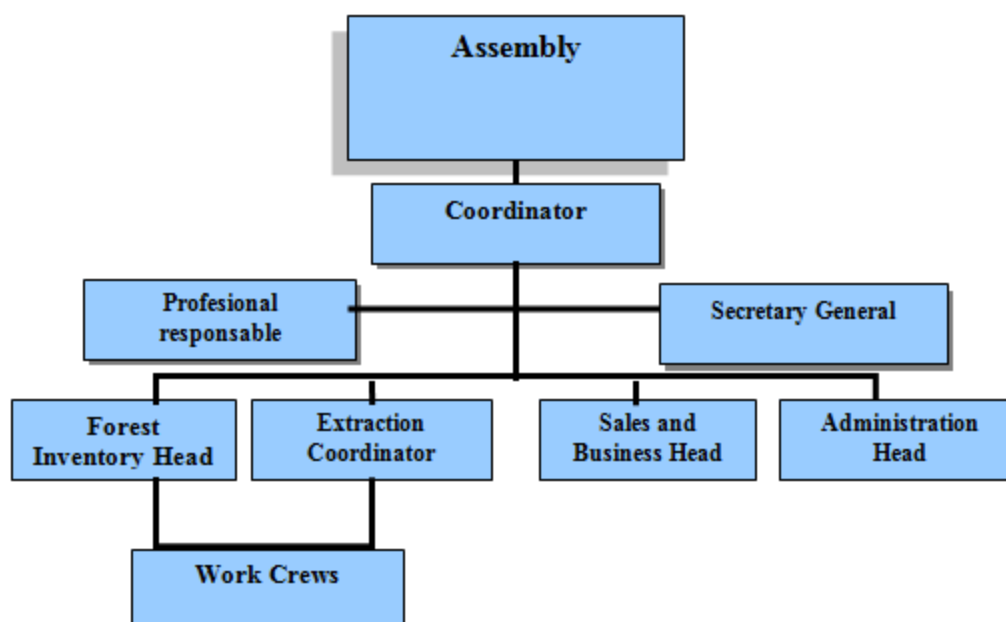 Assembly
Coordinator
Profesional
responsable
Secretary General
Forest
Inventory Head
Extraction
Coordinator
Sales and
Business Head
Administration
Head
Work Crews